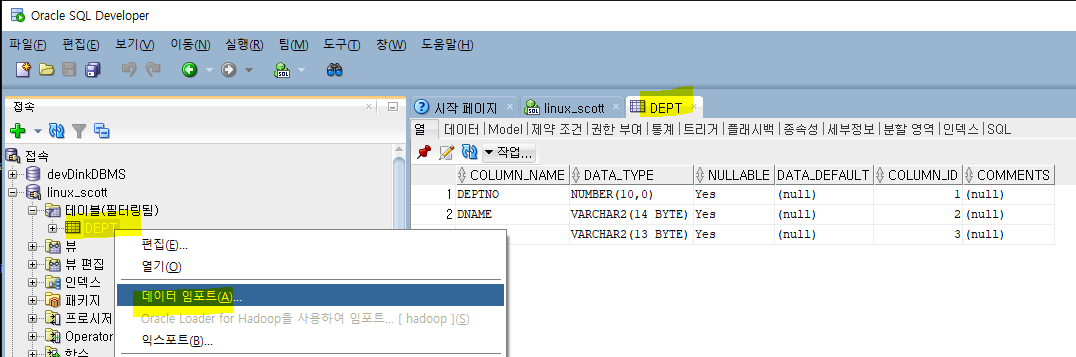 Oracle SQL Developer
파일(F) 편집(E) 보기(V) 이동(N) 실행(R) 팀(M) 도구(T) 창(W) 도움말(H)
접속
시작 페이지 linux_scott DEPT
열 데이터 Model 제약 조건 권한 부여 통계 트리거 플래시백 종속성 세부정보 분할 영역 인덱스 SQL
작업...
COLUMN_NAME DATA_TYPE NULLABLE DATA_DEFAULT COLUMN_ID COMMENTS
1 DEPTNO NUMBER(10,0) Yes (null) 1 (null)
2 DNAME VARCHAR2(14 BYTE) Yes (null) 2 (null)
VARCHAR2(13 BYTE) Yes (null) 3 (null)
접속
devDinkDBMS
linux_scott
테이블(필터링됨)
DEPT
뷰
뷰 편집
인덱스
패키지
프로시저
Operator
함수
편집(E)...
열기(O)
데이터 임포트(A)...
Oracle Loader for Hadoop을 사용하여 임포트... [ hadoop ](S)
익스포트(B)...